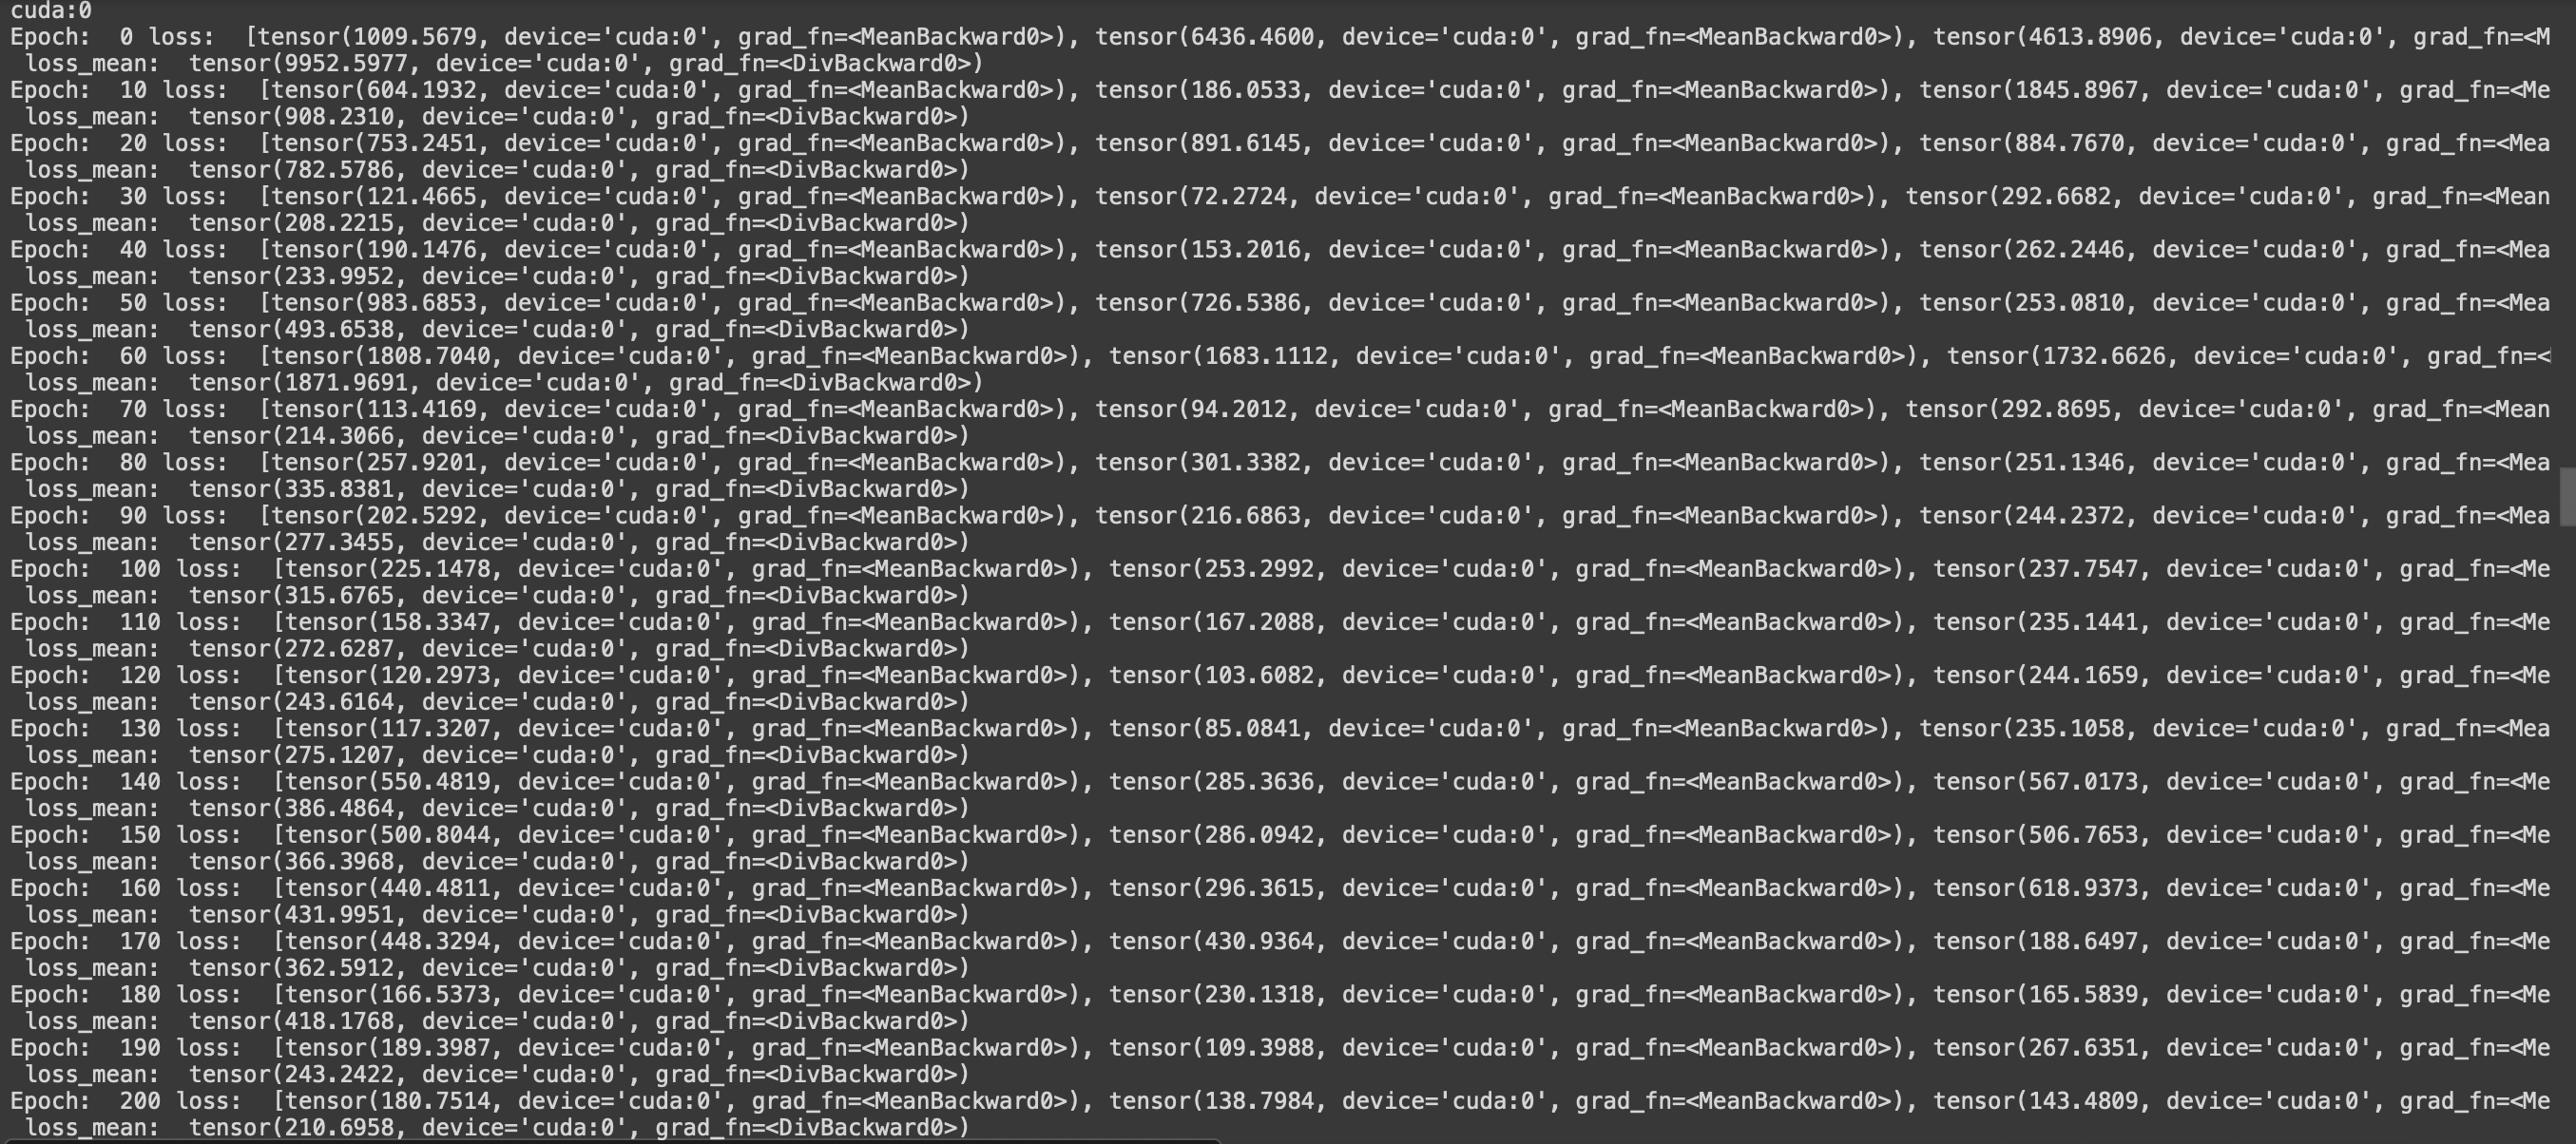 cuda:0
Epoch:  0 loss:  [tensor(1009.5679, device='cuda:0', grad_fn=<MeanBackward0>), tensor(6436.4600, device='cuda:0', grad_fn=<MeanBackward0>), tensor(4613.8906, device='cuda:0', grad_fn=<M
loss_mean:  tensor(9952.5977, device='cuda:0', grad_fn=<DivBackward0>)
Epoch:  10 loss:  [tensor(604.1932, device='cuda:0', grad_fn=<MeanBackward0>), tensor(186.0533, device='cuda:0', grad_fn=<MeanBackward0>), tensor(1845.8967, device='cuda:0', grad_fn=<Me
loss_mean:  tensor(908.2310, device='cuda:0', grad_fn=<DivBackward0>)
Epoch:  20 loss:  [tensor(753.2451, device='cuda:0', grad_fn=<MeanBackward0>), tensor(891.6145, device='cuda:0', grad_fn=<MeanBackward0>), tensor(884.7670, device='cuda:0', grad_fn=<Mea
loss_mean:  tensor(782.5786, device='cuda:0', grad_fn=<DivBackward0>)
Epoch:  30 loss:  [tensor(121.4665, device='cuda:0', grad_fn=<MeanBackward0>), tensor(72.2724, device='cuda:0', grad_fn=<MeanBackward0>), tensor(292.6682, device='cuda:0', grad_fn=<Mean
loss_mean:  tensor(208.2215, device='cuda:0', grad_fn=<DivBackward0>)
Epoch:  40 loss:  [tensor(190.1476, device='cuda:0', grad_fn=<MeanBackward0>), tensor(153.2016, device='cuda:0', grad_fn=<MeanBackward0>), tensor(262.2446, device='cuda:0', grad_fn=<Mea
loss_mean:  tensor(233.9952, device='cuda:0', grad_fn=<DivBackward0>)
Epoch:  50 loss:  [tensor(983.6853, device='cuda:0', grad_fn=<MeanBackward0>), tensor(726.5386, device='cuda:0', grad_fn=<MeanBackward0>), tensor(253.0810, device='cuda:0', grad_fn=<Mea
loss_mean:  tensor(493.6538, device='cuda:0', grad_fn=<DivBackward0>)
Epoch:  60 loss:  [tensor(1808.7040, device='cuda:0', grad_fn=<MeanBackward0>), tensor(1683.1112, device='cuda:0', grad_fn=<MeanBackward0>), tensor(1732.6626, device='cuda:0', grad_fn=<
loss_mean:  tensor(1871.9691, device='cuda:0', grad_fn=<DivBackward0>)
Epoch:  70 loss:  [tensor(113.4169, device='cuda:0', grad_fn=<MeanBackward0>), tensor(94.2012, device='cuda:0', grad_fn=<MeanBackward0>), tensor(292.8695, device='cuda:0', grad_fn=<Mean
loss_mean:  tensor(214.3066, device='cuda:0', grad_fn=<DivBackward0>)
Epoch:  80 loss:  [tensor(257.9201, device='cuda:0', grad_fn=<MeanBackward0>), tensor(301.3382, device='cuda:0', grad_fn=<MeanBackward0>), tensor(251.1346, device='cuda:0', grad_fn=<Mea
loss_mean:  tensor(335.8381, device='cuda:0', grad_fn=<DivBackward0>)
Epoch:  90 loss:  [tensor(202.5292, device='cuda:0', grad_fn=<MeanBackward0>), tensor(216.6863, device='cuda:0', grad_fn=<MeanBackward0>), tensor(244.2372, device='cuda:0', grad_fn=<Mea
loss_mean:  tensor(277.3455, device='cuda:0', grad_fn=<DivBackward0>)
Epoch:  100 loss:  [tensor(225.1478, device='cuda:0', grad_fn=<MeanBackward0>), tensor(253.2992, device='cuda:0', grad_fn=<MeanBackward0>), tensor(237.7547, device='cuda:0', grad_fn=<Me
loss_mean:  tensor(315.6765, device='cuda:0', grad_fn=<DivBackward0>)
Epoch:  110 loss:  [tensor(158.3347, device='cuda:0', grad_fn=<MeanBackward0>), tensor(167.2088, device='cuda:0', grad_fn=<MeanBackward0>), tensor(235.1441, device='cuda:0', grad_fn=<Me
loss_mean:  tensor(272.6287, device='cuda:0', grad_fn=<DivBackward0>)
Epoch:  120 loss:  [tensor(120.2973, device='cuda:0', grad_fn=<MeanBackward0>), tensor(103.6082, device='cuda:0', grad_fn=<MeanBackward0>), tensor(244.1659, device='cuda:0', grad_fn=<Me
loss_mean:  tensor(243.6164, device='cuda:0', grad_fn=<DivBackward0>)
Epoch:  130 loss:  [tensor(117.3207, device='cuda:0', grad_fn=<MeanBackward0>), tensor(85.0841, device='cuda:0', grad_fn=<MeanBackward0>), tensor(235.1058, device='cuda:0', grad_fn=<Mea
loss_mean:  tensor(275.1207, device='cuda:0', grad_fn=<DivBackward0>)
Epoch:  140 loss:  [tensor(550.4819, device='cuda:0', grad_fn=<MeanBackward0>), tensor(285.3636, device='cuda:0', grad_fn=<MeanBackward0>), tensor(567.0173, device='cuda:0', grad_fn=<Me
loss_mean:  tensor(386.4864, device='cuda:0', grad_fn=<DivBackward0>)
Epoch:  150 loss:  [tensor(500.8044, device='cuda:0', grad_fn=<MeanBackward0>), tensor(286.0942, device='cuda:0', grad_fn=<MeanBackward0>), tensor(506.7653, device='cuda:0', grad_fn=<Me
loss_mean:  tensor(366.3968, device='cuda:0', grad_fn=<DivBackward0>)
Epoch:  160 loss:  [tensor(440.4811, device='cuda:0', grad_fn=<MeanBackward0>), tensor(296.3615, device='cuda:0', grad_fn=<MeanBackward0>), tensor(618.9373, device='cuda:0', grad_fn=<Me
loss_mean:  tensor(431.9951, device='cuda:0', grad_fn=<DivBackward0>)
Epoch:  170 loss:  [tensor(448.3294, device='cuda:0', grad_fn=<MeanBackward0>), tensor(430.9364, device='cuda:0', grad_fn=<MeanBackward0>), tensor(188.6497, device='cuda:0', grad_fn=<Me
loss_mean:  tensor(362.5912, device='cuda:0', grad_fn=<DivBackward0>)
Epoch:  180 loss:  [tensor(166.5373, device='cuda:0', grad_fn=<MeanBackward0>), tensor(230.1318, device='cuda:0', grad_fn=<MeanBackward0>), tensor(165.5839, device='cuda:0', grad_fn=<Me
loss_mean:  tensor(418.1768, device='cuda:0', grad_fn=<DivBackward0>)
Epoch:  190 loss:  [tensor(189.3987, device='cuda:0', grad_fn=<MeanBackward0>), tensor(109.3988, device='cuda:0', grad_fn=<MeanBackward0>), tensor(267.6351, device='cuda:0', grad_fn=<Me
loss_mean:  tensor(243.2422, device='cuda:0', grad_fn=<DivBackward0>)
Epoch:  200 loss:  [tensor(180.7514, device='cuda:0', grad_fn=<MeanBackward0>), tensor(138.7984, device='cuda:0', grad_fn=<MeanBackward0>), tensor(143.4809, device='cuda:0', grad_fn=<Me
loss_mean:  tensor(210.6958, device='cuda:0', grad_fn=<DivBackward0>)